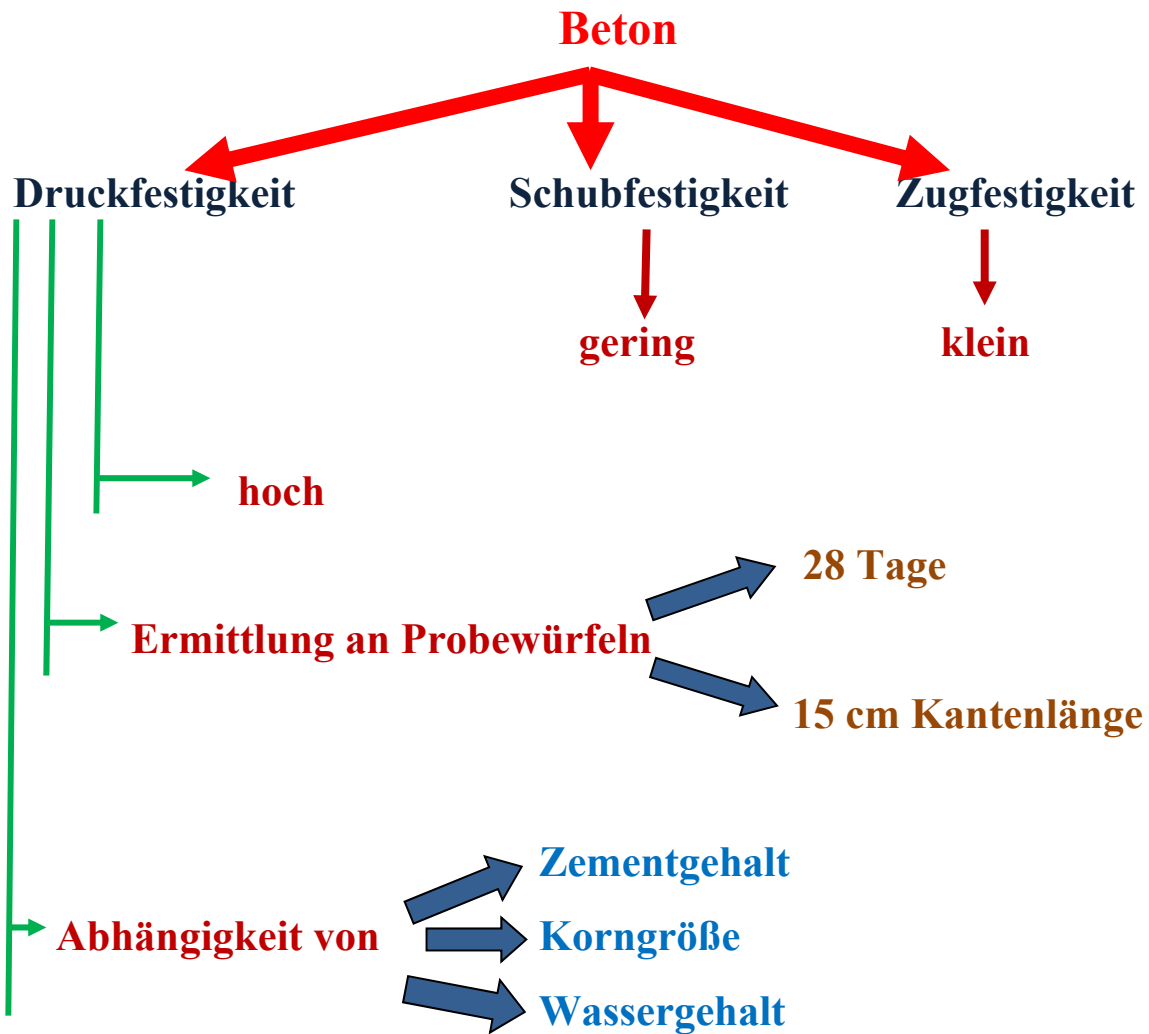 Beton
Druckfestigkeit Schubfestigkeit Zugfestigkeit
gering klein
hoch
28 Tage
Ermittlung an Probewürfeln
15 cm Kantenlänge
Zementgehalt
Abhängigkeit von Korngröße
Wassergehalt